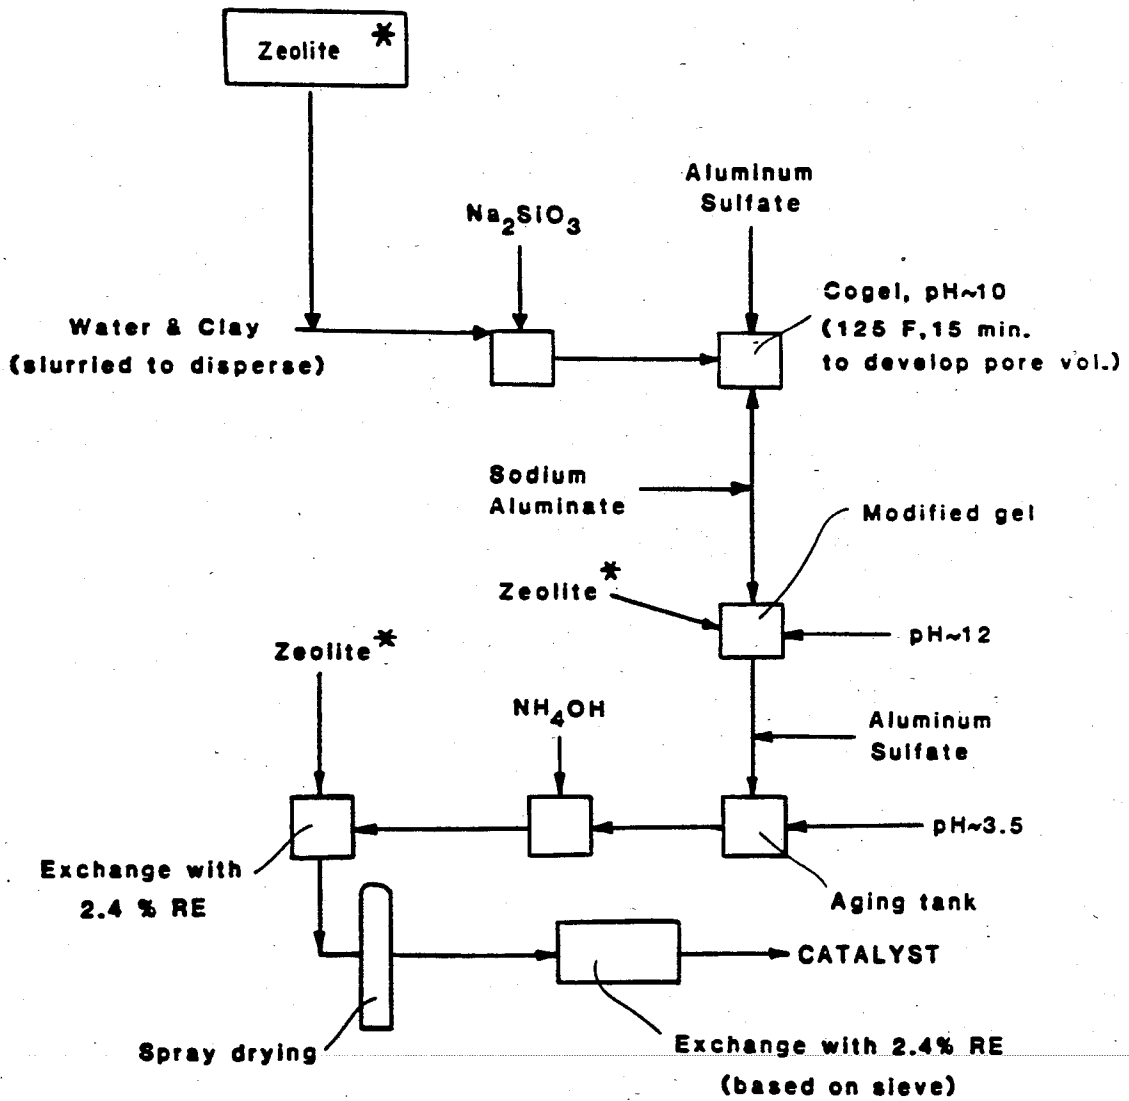 Zeolite *
Aluminum
Sulfate
Na₂SiO₃
Cogel, pH~10
(125 F, 15 min.
to develop pore vol.)
Water & Clay
(slurried to disperse)
Sodium
Aluminate
Modified gel
Zeolite *
pH~12
Zeolite *
NH₄OH
Aluminum
Sulfate
pH~3.5
Exchange with
2.4 % RE
Aging tank
CATALYST
Spray drying
Exchange with 2.4% RE
(based on sieve)